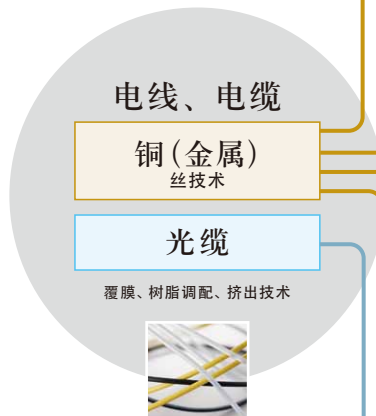 电线、电缆
铜(金属)
丝技术
光缆
覆膜、树脂调配、挤出技术